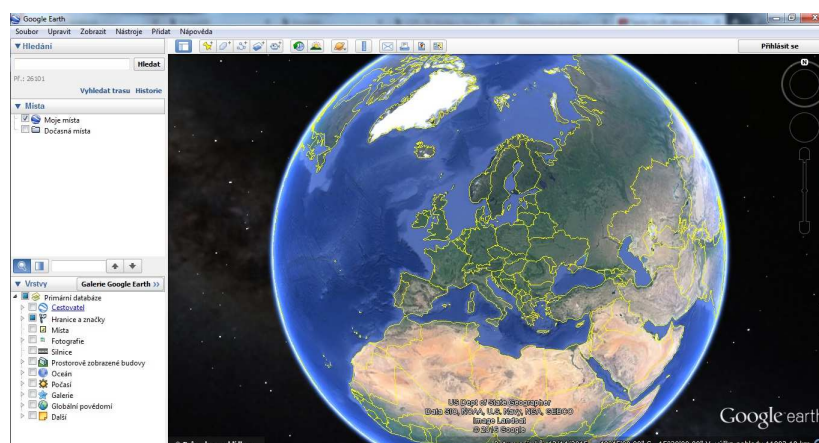 Google Earth
Soubor Upravit Zobrazit Nástroje Přidat Nápověda
▼ Hledání
Přihlásit se
Hledat
Př.: 26101
Vyhledat trasu Historie
▼ Místa
Moje místa
Dočasná místa
N
▼ Vrstvy
Galerie Google Earth >>
Primární databáze
Cestovatel
Hranice a značky
Místa
Fotografie
Silnice
Prostorově zobrazené budovy
Oceán
Počasí
Galerie
Globální povědomí
Další
US Dept of State Geographer
Data SIO, NOAA, U.S. Navy, NGA, GEBCO
Image Landsat
© 2016 Google
Google earth